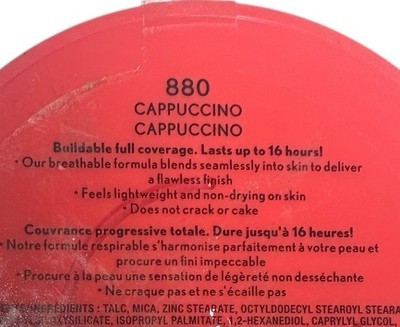 880
CAPPUCCINO
CAPPUCCINO
Buildable full coverage. Lasts up to 16 hours!
• Our breathable formula blends seamlessly into skin to deliver
a flawless finish
• Feels lightweight and non-drying on skin
• Does not crack or cake
Couvrance progressive totale. Dure jusqu'à 16 heures!
• Notre formule respirable s'harmonise parfaitement à votre peau et
procure un fini impeccable
• Procure à la peau une sensation de légèreté non desséchante
• Ne craque pas et ne s'écaille pas
/INGRÉDIENTS : TALC, MICA, ZINC STEARATE, OCTYLDODECYL STEAROYL STEARA
ISOPROPYL PALMITATE, 1,2-HEXANEDIOL, CAPRYLYL GLYCOL,